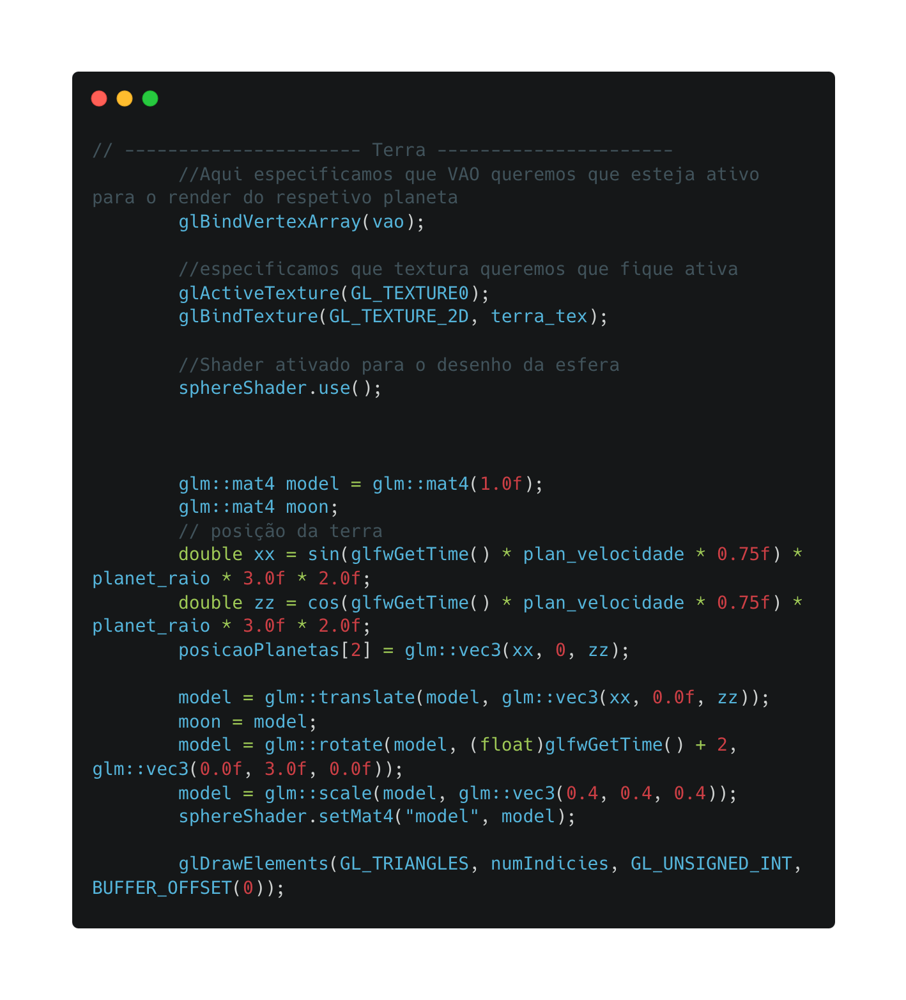 // ---------------------- Terra ----------------------
//Aqui especificamos que VAO queremos que esteja ativo
para o render do respetivo planeta
glBindVertexArray(vao);
//especificamos que textura queremos que fique ativa
glActiveTexture(GL_TEXTURE0);
glBindTexture(GL_TEXTURE_2D, terra_tex);
//Shader ativado para o desenho da esfera
sphereShader.use();
glm::mat4 model = glm::mat4(1.0f);
glm::mat4 moon;
// posição da terra
double xx = sin(glfwGetTime() * plan_velocidade * 0.75f) *
planet_raio * 3.0f * 2.0f;
double zz = cos(glfwGetTime() * plan_velocidade * 0.75f) *
planet_raio * 3.0f * 2.0f;
posicaoPlanetas[2] = glm::vec3(xx, 0, zz);
model = glm::translate(model, glm::vec3(xx, 0.0f, zz));
moon = model;
model = glm::rotate(model, (float)glfwGetTime() + 2,
glm::vec3(0.0f, 3.0f, 0.0f));
model = glm::scale(model, glm::vec3(0.4, 0.4, 0.4));
sphereShader.setMat4("model", model);
glDrawElements(GL_TRIANGLES, numIndicies, GL_UNSIGNED_INT,
BUFFER_OFFSET(0));